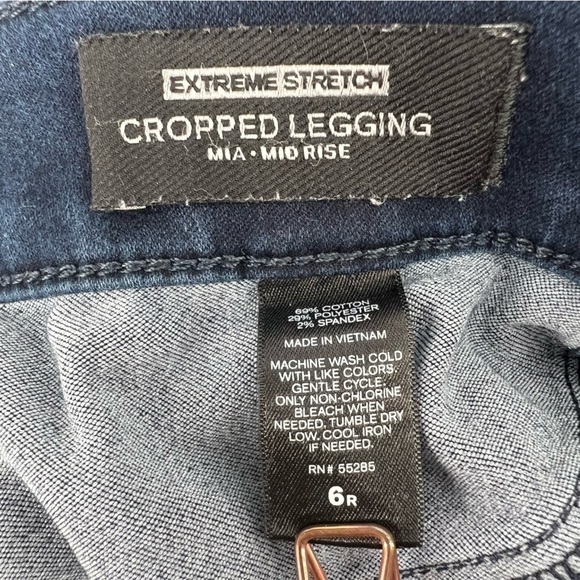 EXTREME STRETCH
CROPPED LEGGING
MIA • MID RISE
69% COTTON
29% POLYESTER
2% SPANDEX
MADE IN VIETNAM
MACHINE WASH COLD
WITH LIKE COLORS.
GENTLE CYCLE.
ONLY NON-CHLORINE
BLEACH WHEN
NEEDED. TUMBLE DRY
LOW. COOL IRON
IF NEEDED.
RN# 55285
6R